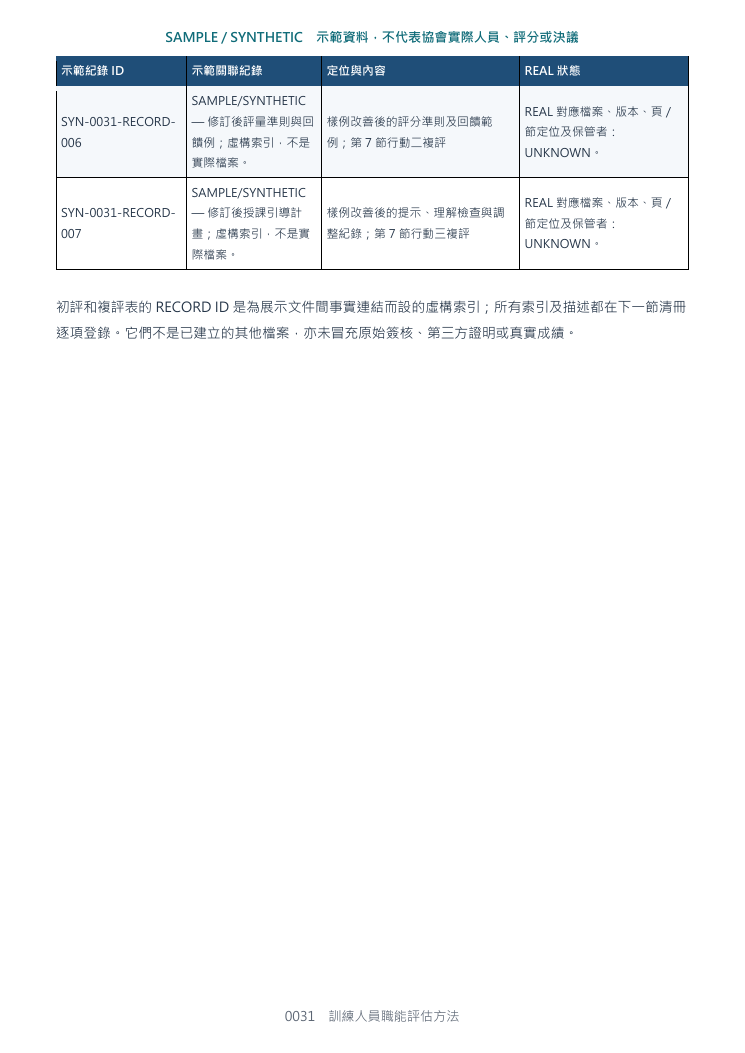 SAMPLE / SYNTHETIC　示範資料，不代表協會實際人員、評分或決議
示範紀錄 ID
示範關聯紀錄
定位與內容
REAL 狀態
SYN-0031-RECORD-
006
SAMPLE/SYNTHETIC
— 修訂後評量準則與回
饋例；虛構索引，不是
實際檔案。
樣例改善後的評分準則及回饋範
例；第 7 節行動二複評
REAL 對應檔案、版本、頁 /
節定位及保管者：
UNKNOWN。
SYN-0031-RECORD-
007
SAMPLE/SYNTHETIC
— 修訂後授課引導計
畫；虛構索引，不是實
際檔案。
樣例改善後的提示、理解檢查與調
整紀錄；第 7 節行動三複評
REAL 對應檔案、版本、頁 /
節定位及保管者：
UNKNOWN。
初評和複評表的 RECORD ID 是為展示文件間事實連結而設的虛構索引；所有索引及描述都在下一節清冊
逐項登錄。它們不是已建立的其他檔案，亦未冒充原始簽核、第三方證明或真實成績。
0031　訓練人員職能評估方法